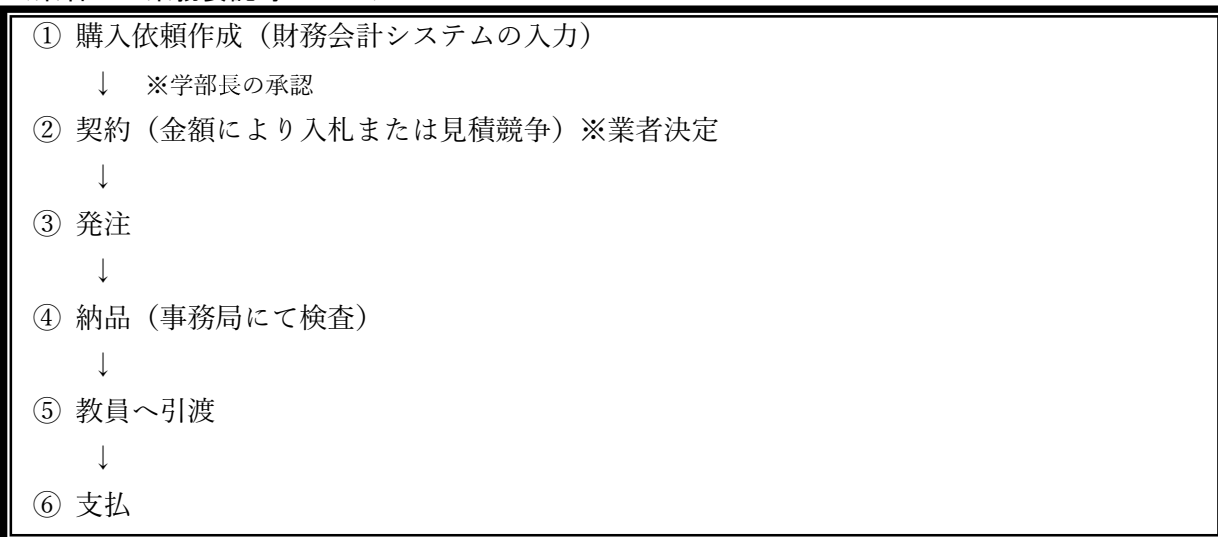 ① 購入依頼作成（財務会計システムの入力）
↓ ※学部長の承認
② 契約（金額により入札または見積競争）※業者決定
↓
③ 発注
↓
④ 納品（事務局にて検査）
↓
⑤ 教員へ引渡
↓
⑥ 支払